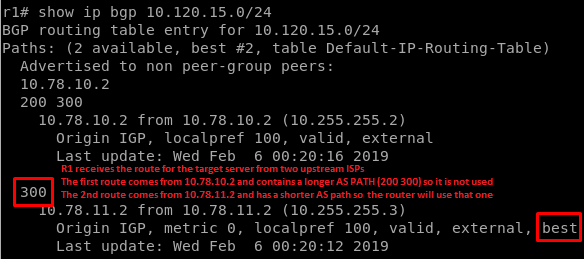 r1# show ip bgp 10.120.15.0/24
BGP routing table entry for 10.120.15.0/24
Paths: (2 available, best #2, table Default-IP-Routing-Table)
Advertised to non peer-group peers:
10.78.10.2
200 300
10.78.10.2 from 10.78.10.2 (10.255.255.2)
Origin IGP, localpref 100, valid, external
Last update: Wed Feb  6 00:20:16 2019
R1 receives the route for the target server from two upstream ISPs
The first route comes from 10.78.10.2 and contains a longer AS PATH (200 300) so it is not used
300
The 2nd route comes from 10.78.11.2 and has a shorter AS path so  the router will use that one
10.78.11.2 from 10.78.11.2 (10.255.255.3)
Origin IGP, metric 0, localpref 100, valid, external, best
Last update: Wed Feb  6 00:20:12 2019